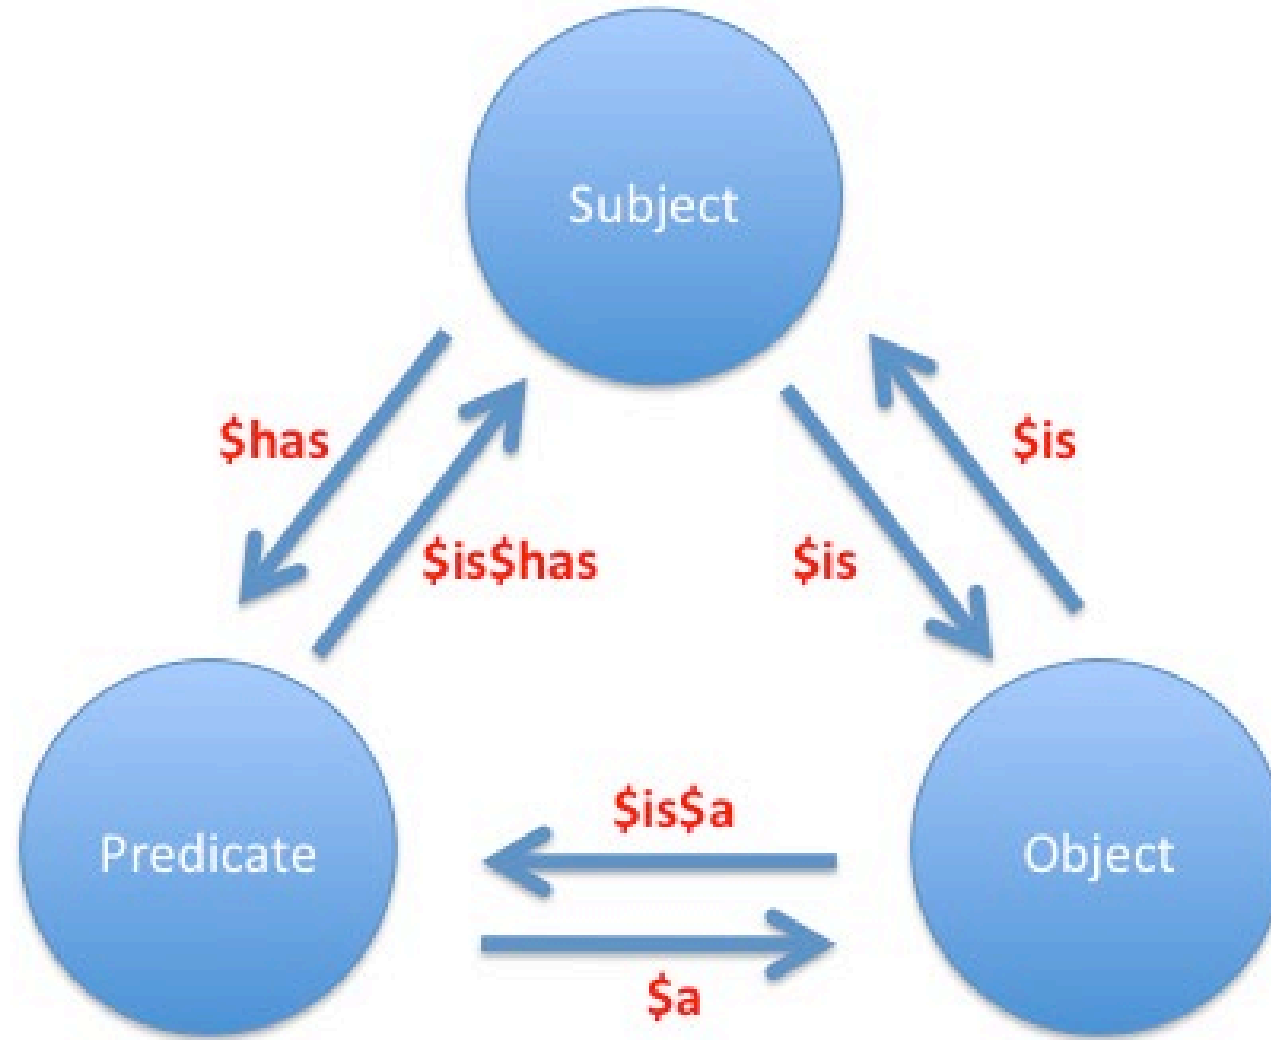 Subject
$has
$is
$is$has
$is
$is$a
Predicate
Object
$a